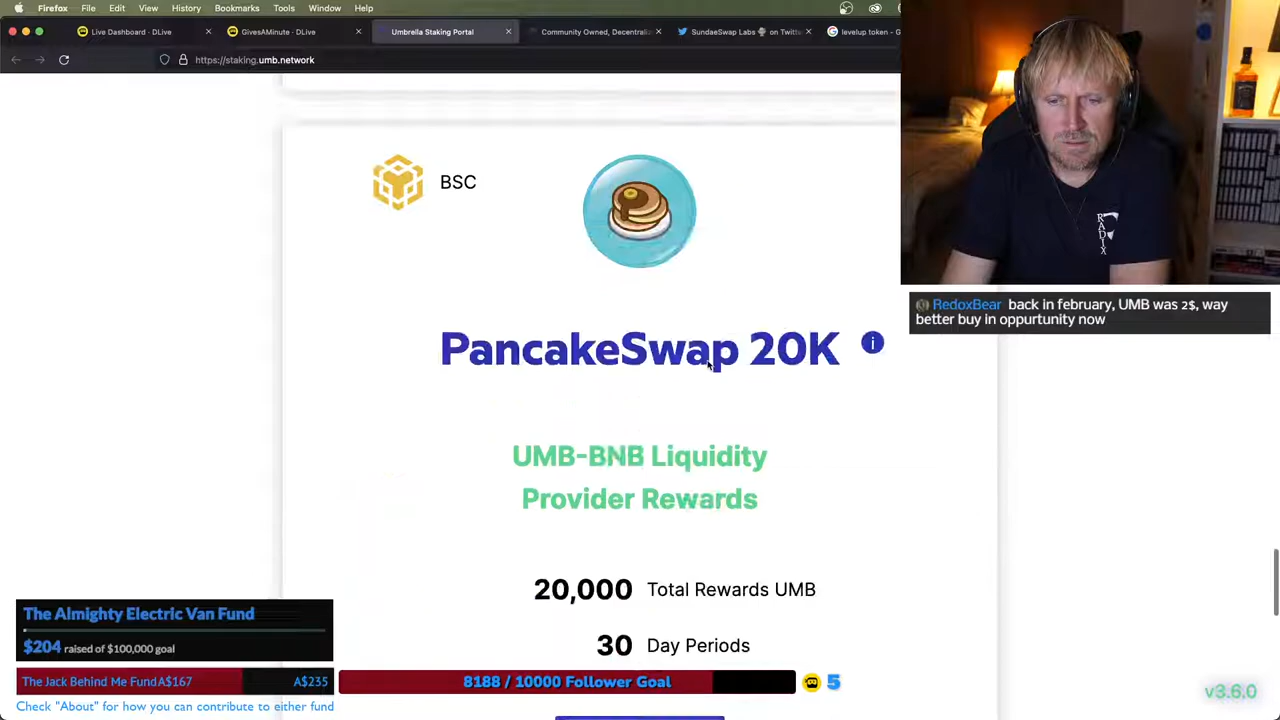 Firefox File Edit View History Bookmarks Tools Window Help
Live Dashboard · DLive
GivesAMinute · DLive
Umbrella Staking Portal
Community Owned, Decentraliz
SundaeSwap Labs on Twitt
levelup token - G
https://staking.umb.network
BSC
PancakeSwap 20K
i
UMB-BNB Liquidity
Provider Rewards
20,000 Total Rewards UMB
30 Day Periods
RADIX
RedoxBear back in february, UMB was 2$, way
better buy in oppurtunity now
The Almighty Electric Van Fund
$204 raised of $100,000 goal
The Jack Behind Me Fund A$167 A$235
8188 / 10000 Follower Goal
5
Check "About" for how you can contribute to either fund
v3.6.0